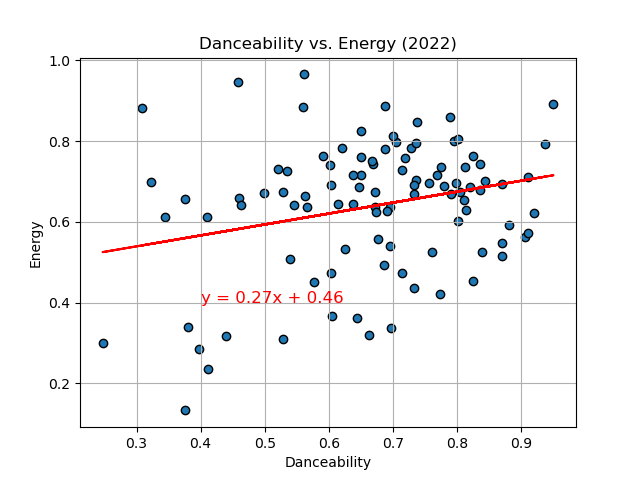 Danceability vs. Energy (2022)
1.0
0.8
0.6
0.4
0.2
Energy
y = 0.27x + 0.46
0.3 0.4 0.5 0.6 0.7 0.8 0.9
Danceability